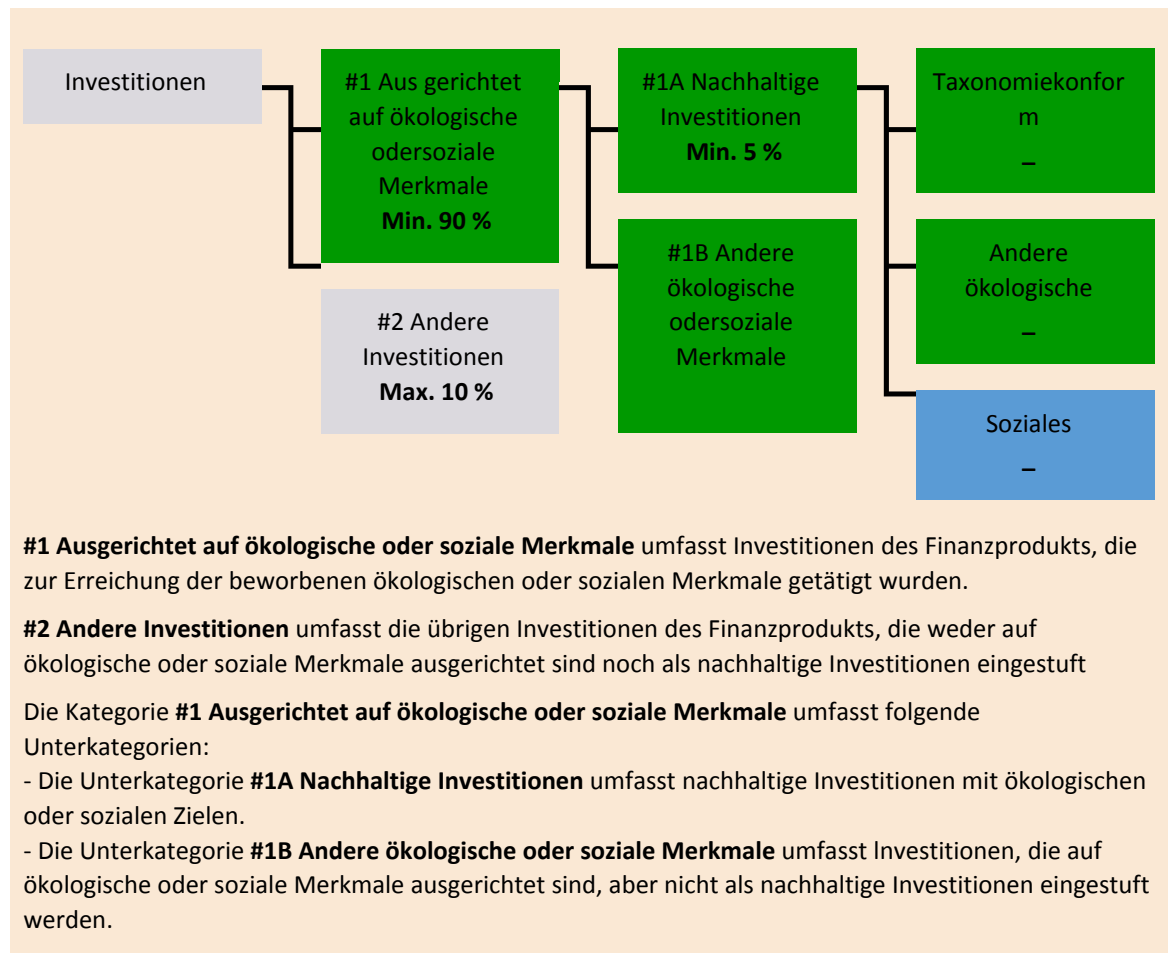 Investitionen
#1 Aus gerichtet
auf ökologische
odersoziale
Merkmale
Min. 90 %
#2 Andere
Investitionen
Max. 10 %
#1A Nachhaltige
Investitionen
Min. 5 %
#1B Andere
ökologische
odersoziale
Merkmale
Taxonomiekonfor
m
–
Andere
ökologische
–
Soziales
–
#1 Ausgerichtet auf ökologische oder soziale Merkmale umfasst Investitionen des Finanzprodukts, die
zur Erreichung der beworbenen ökologischen oder sozialen Merkmale getätigt wurden.
#2 Andere Investitionen umfasst die übrigen Investitionen des Finanzprodukts, die weder auf
ökologische oder soziale Merkmale ausgerichtet sind noch als nachhaltige Investitionen eingestuft
Die Kategorie #1 Ausgerichtet auf ökologische oder soziale Merkmale umfasst folgende
Unterkategorien:
- Die Unterkategorie #1A Nachhaltige Investitionen umfasst nachhaltige Investitionen mit ökologischen
oder sozialen Zielen.
- Die Unterkategorie #1B Andere ökologische oder soziale Merkmale umfasst lnvestitionen, die auf
ökologische oder soziale Merkmale ausgerichtet sind, aber nicht als nachhaltige Investitionen eingestuft
werden.